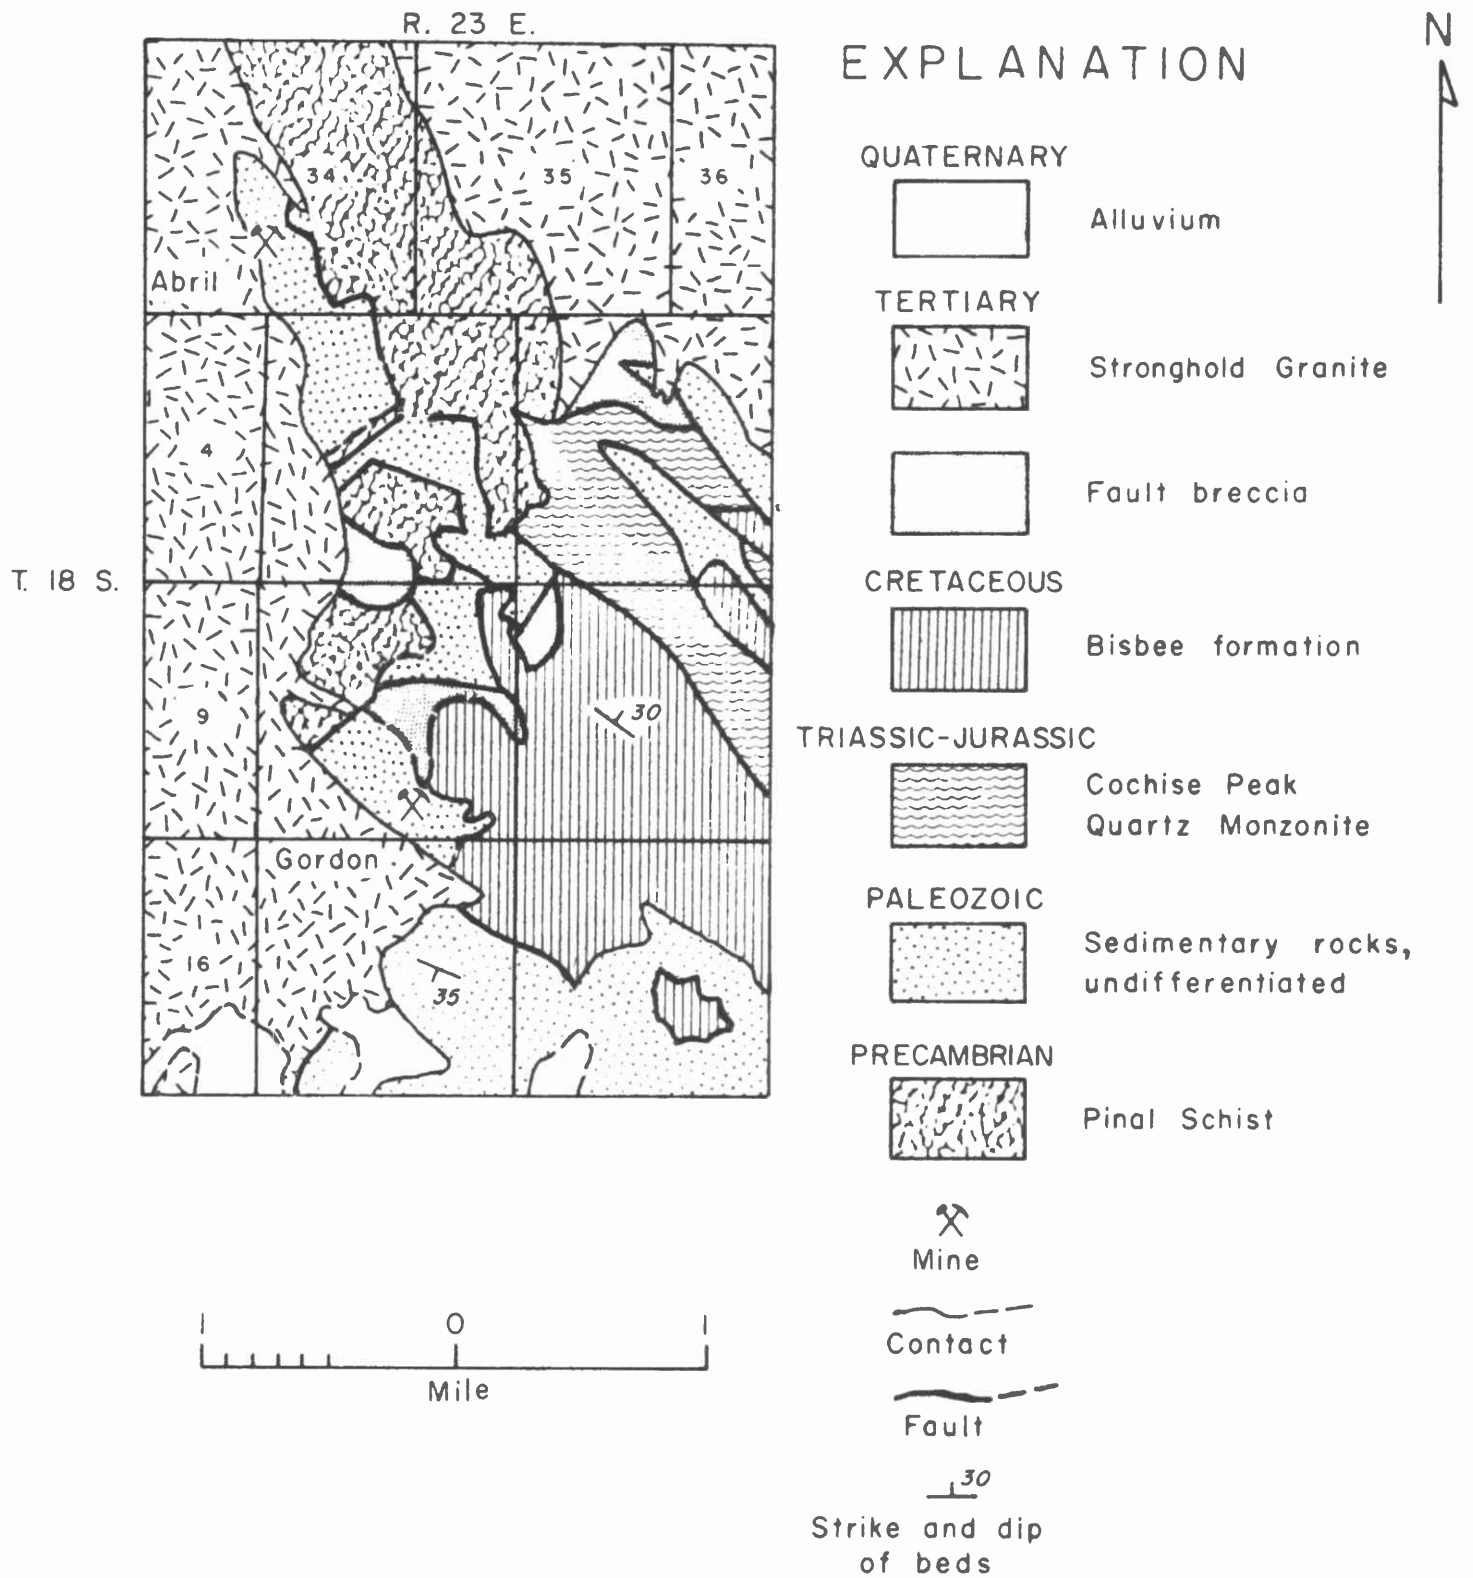 R. 23 E.
N
EXPLANATION
34
35
36
Abril
4
T. 18 S.
9
30
Gordon
16
35
QUATERNARY
Alluvium
TERTIARY
Stronghold Granite
Fault breccia
CRETACEOUS
Bisbee formation
TRIASSIC-JURASSIC
Cochise Peak
Quartz Monzonite
PALEOZOIC
Sedimentary rocks,
undifferentiated
PRECAMBRIAN
Pinal Schist
Mine
Contact
Fault
30
Strike and dip
of beds
1 0 1
Mile